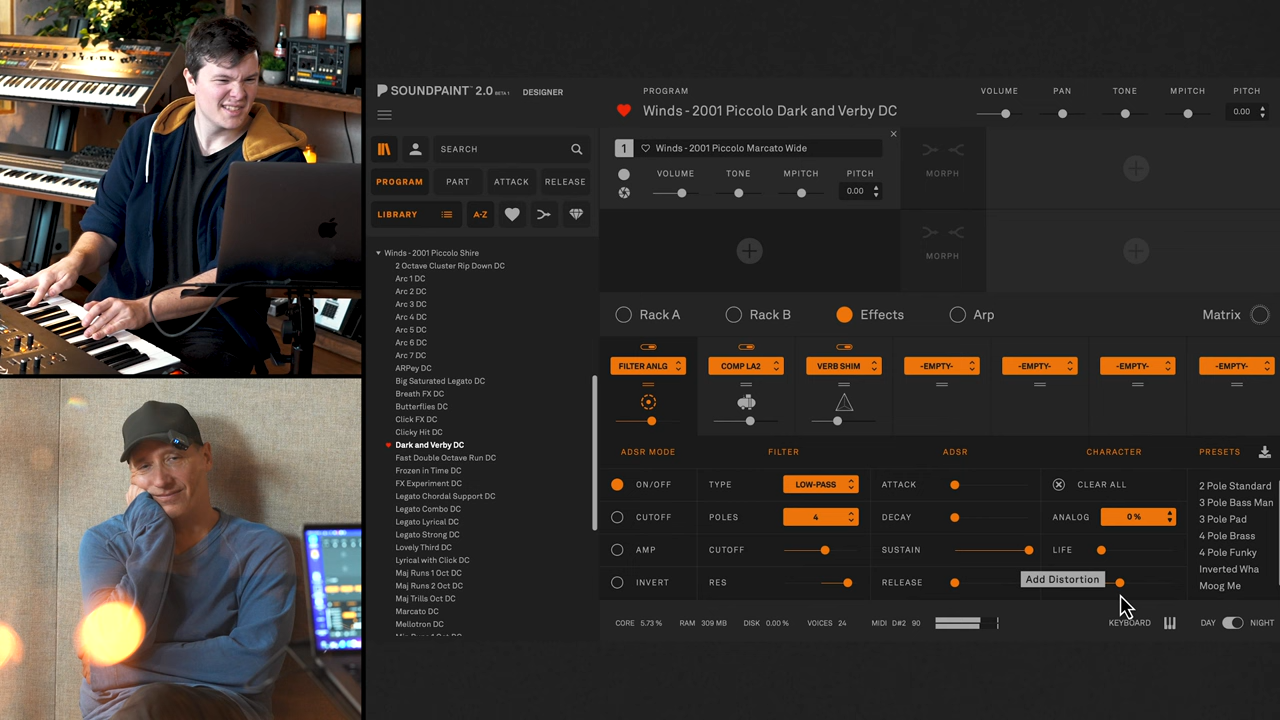 SOUNDPAINT™ 2.0 BETA 1 DESIGNER
PROGRAM
Winds - 2001 Piccolo Dark and Verby DC
VOLUME PAN TONE MPITCH PITCH
0.00
SEARCH
PROGRAM PART ATTACK RELEASE
LIBRARY A-Z
1 Winds - 2001 Piccolo Marcato Wide
VOLUME TONE MPITCH PITCH
0.00
MORPH
MORPH
Winds - 2001 Piccolo Shire
2 Octave Cluster Rip Down DC
Arc 1 DC
Arc 2 DC
Arc 3 DC
Arc 4 DC
Arc 5 DC
Arc 6 DC
Arc 7 DC
ARPey DC
Big Saturated Legato DC
Breath FX DC
Butterflies DC
Click FX DC
Clicky Hit DC
Dark and Verby DC
Fast Double Octave Run DC
Frozen in Time DC
FX Experiment DC
Legato Chordal Support DC
Legato Combo DC
Legato Lyrical DC
Legato Strong DC
Lovely Third DC
Lyrical with Click DC
Maj Runs 1 Oct DC
Maj Runs 2 Oct DC
Maj Trills Oct DC
Marcato DC
Mellotron DC
Rack A Rack B Effects Arp Matrix
FILTER ANLG COMP LA2 VERB SHIM -EMPTY- -EMPTY- -EMPTY- -EMPTY-
ADSR MODE FILTER ADSR CHARACTER PRESETS
ON/OFF TYPE LOW-PASS ATTACK CLEAR ALL
CUTOFF POLES 4 DECAY ANALOG 0 %
AMP CUTOFF SUSTAIN LIFE
INVERT RES RELEASE Add Distortion
2 Pole Standard
3 Pole Bass Man
3 Pole Pad
4 Pole Brass
4 Pole Funky
Inverted Wha
Moog Me
CORE 5.73 % RAM 309 MB DISK 0.00 % VOICES 24 MIDI D#2 90 KEYBOARD DAY NIGHT